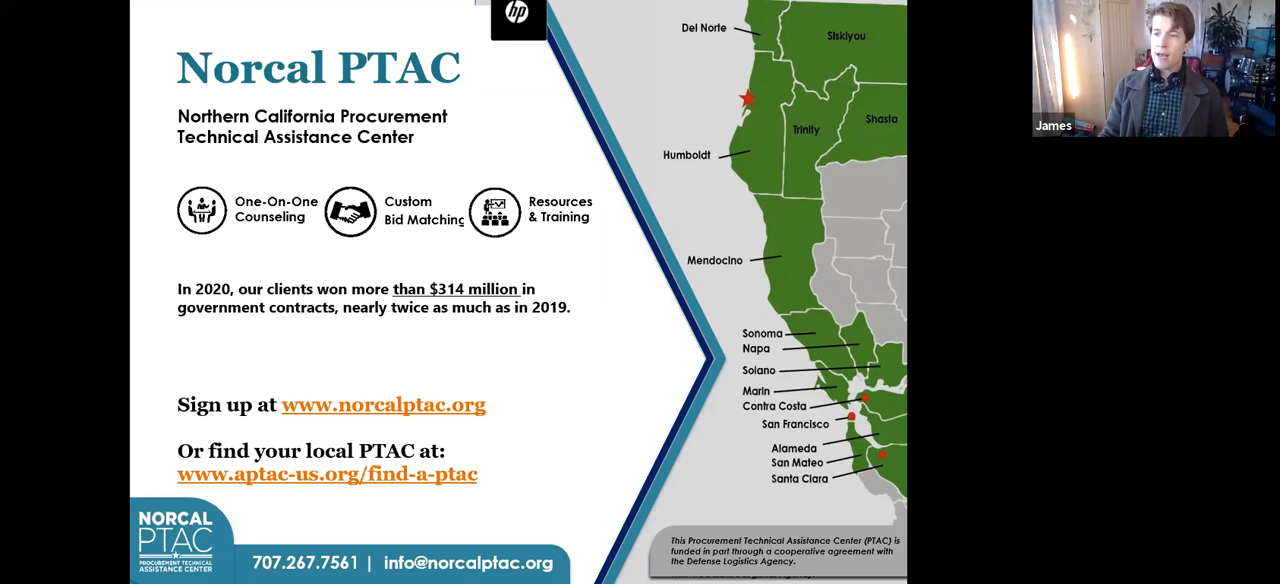 hp
Norcal PTAC
Northern California Procurement
Technical Assistance Center
One-On-One
Counseling
Custom
Bid Matching
Resources
& Training
In 2020, our clients won more than $314 million in
government contracts, nearly twice as much as in 2019.
Sign up at www.norcalptac.org
Or find your local PTAC at:
www.aptac-us.org/find-a-ptac
NORCAL
PTAC
PROCUREMENT TECHNICAL
ASSISTANCE CENTER
707.267.7561 | info@norcalptac.org
Del Norte
Siskiyou
Shasta
Trinity
Humboldt
Mendocino
Sonoma
Napa
Solano
Marin
Contra Costa
San Francisco
Alameda
San Mateo
Santa Clara
This Procurement Technical Assistance Center (PTAC) is
funded in part through a cooperative agreement with
the Defense Logistics Agency.
James